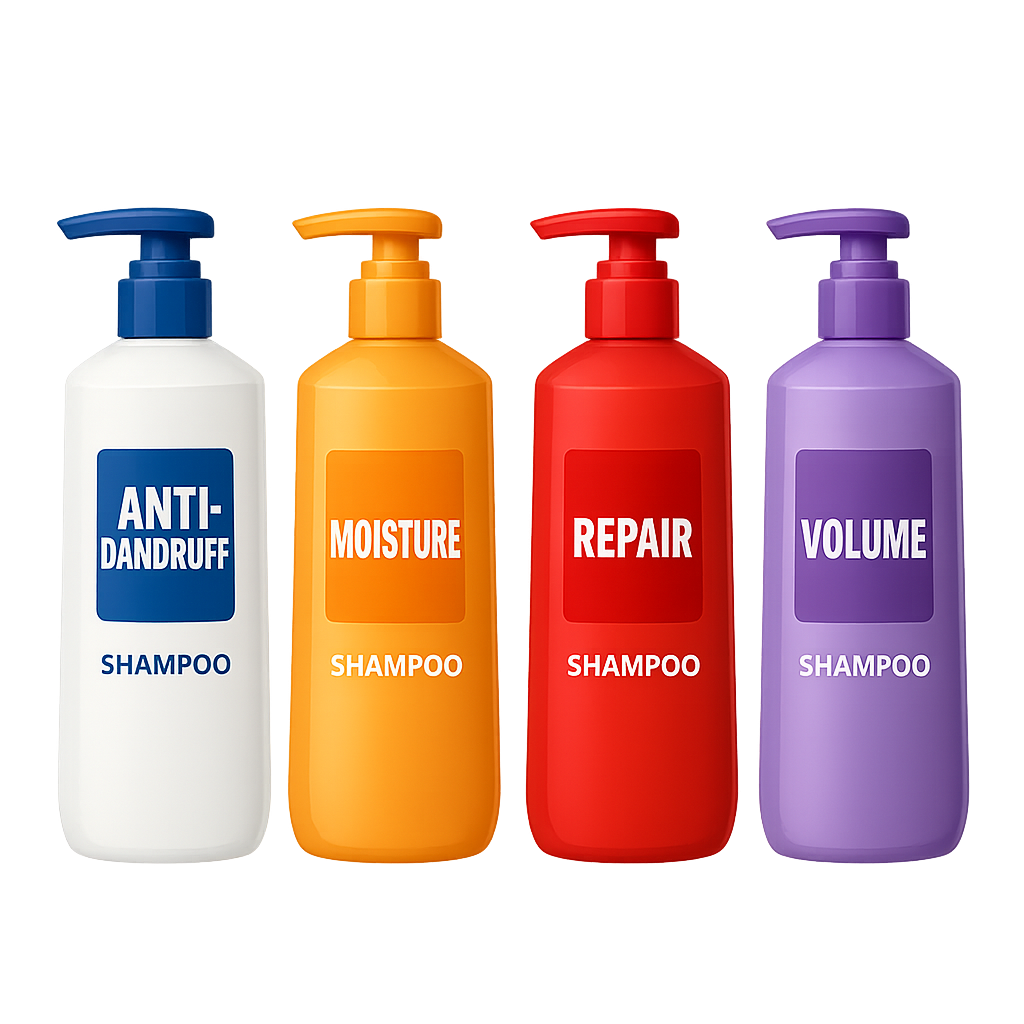 ANTI-
DANDRUFF
SHAMPOO
MOISTURE
SHAMPOO
REPAIR
SHAMPOO
VOLUME
SHAMPOO